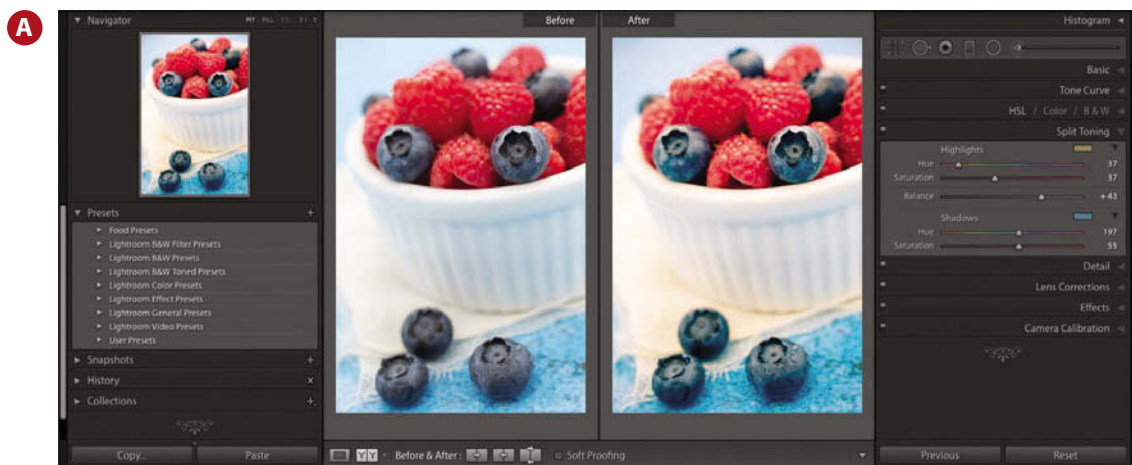 A
Navigator
FIT FILL
Presets
Food Presets
Lightroom B&W Filter Presets
Lightroom B&W Presets
Lightroom B&W Toned Presets
Lightroom Color Presets
Lightroom Effect Presets
Lightroom General Presets
Lightroom Video Presets
User Presets
Snapshots
History
Collections
Copy... Paste
Before After
YY Before & After : Soft Proofing
Histogram
Basic
Tone Curve
HSL / Color / B & W
Split Toning
Highlights
Hue 37
Saturation 37
Balance + 43
Shadows
Hue 197
Saturation 55
Detail
Lens Corrections
Effects
Camera Calibration
Previous Reset